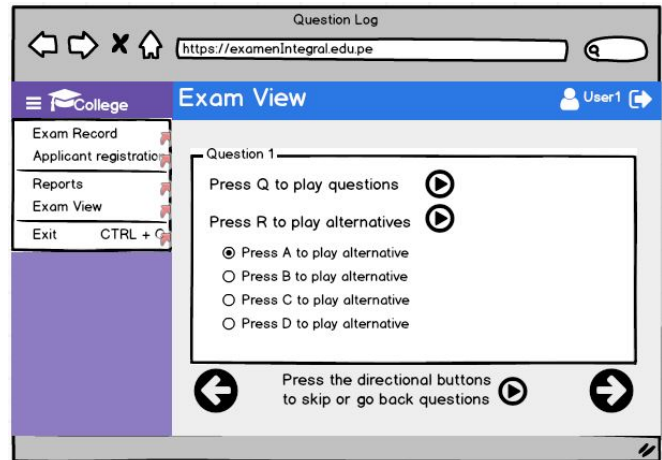 Question Log
https://examenIntegral.edu.pe
College
Exam View
User1
Exam Record
Applicant registration
Reports
Exam View
Exit CTRL +
Question 1
Press Q to play questions
Press R to play alternatives
Press A to play alternative
Press B to play alternative
Press C to play alternative
Press D to play alternative
Press the directional buttons
to skip or go back questions